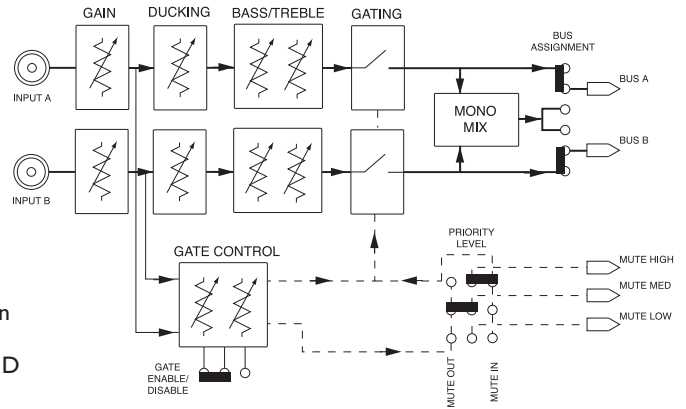 GAIN
DUCKING
BASS/TREBLE
GATING
BUS
ASSIGNMENT
INPUT A
BUS A
MONO
MIX
INPUT B
BUS B
PRIORITY
LEVEL
GATE CONTROL
MUTE HIGH
MUTE MED
MUTE LOW
n
D
GATE
ENABLE/
DISABLE
MUTE OUT
MUTE IN